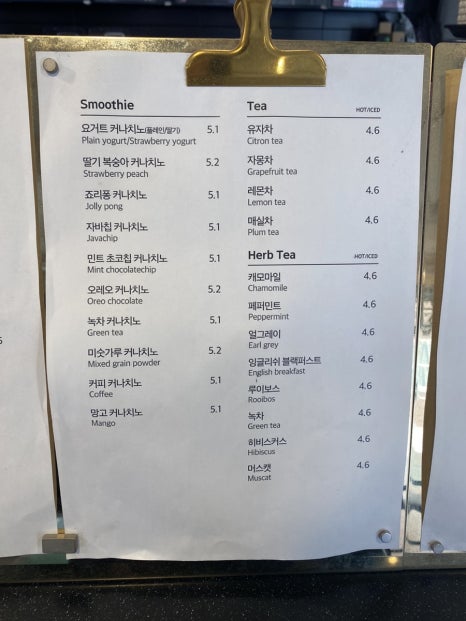 Smoothie
요거트 커나치노(플레인/딸기) 5.1
Plain yogurt/Strawberry yogurt
딸기 복숭아 커나치노 5.2
Strawberry peach
죠리퐁 커나치노 5.1
Jolly pong
자바칩 커나치노 5.1
Javachip
민트 초코칩 커나치노 5.1
Mint chocolatechip
오레오 커나치노 5.2
Oreo chocolate
녹차 커나치노 5.1
Green tea
미숫가루 커나치노 5.2
Mixed grain powder
커피 커나치노 5.1
Coffee
망고 커나치노 5.1
Mango
Tea HOT/ICED
유자차 4.6
Citron tea
자몽차 4.6
Grapefruit tea
레몬차 4.6
Lemon tea
매실차 4.6
Plum tea
Herb Tea HOT/ICED
캐모마일 4.6
Chamomile
페퍼민트 4.6
Peppermint
얼그레이 4.6
Earl grey
잉글리쉬 블랙퍼스트 4.6
English breakfast
루이보스 4.6
Rooibos
녹차 4.6
Green tea
히비스커스 4.6
Hibiscus
머스캣 4.6
Muscat